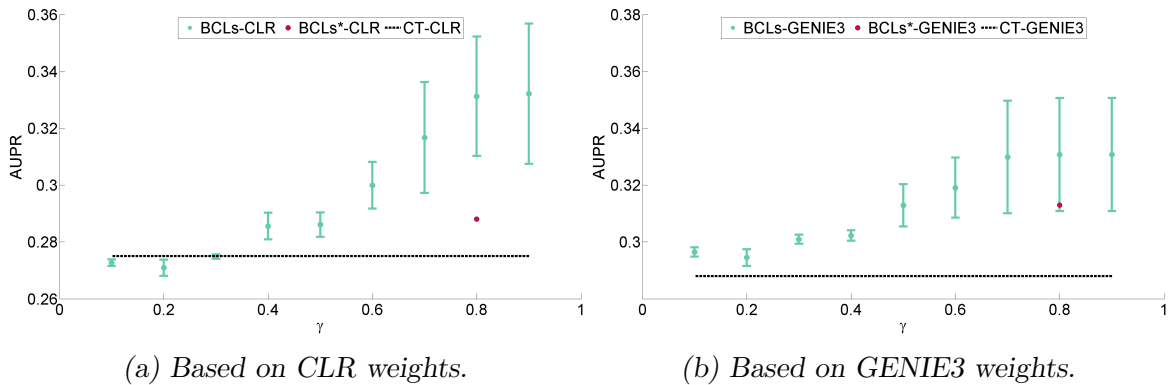 BCLs-CLR BCLs*-CLR CT-CLR
0.36
0.34
0.32
0.3
0.28
0.26
AUPR
0 0.2 0.4 0.6 0.8 1
γ
(a) Based on CLR weights.
BCLs-GENIE3 BCLs*-GENIE3 CT-GENIE3
0.38
0.36
0.34
0.32
0.3
AUPR
0 0.2 0.4 0.6 0.8 1
γ
(b) Based on GENIE3 weights.